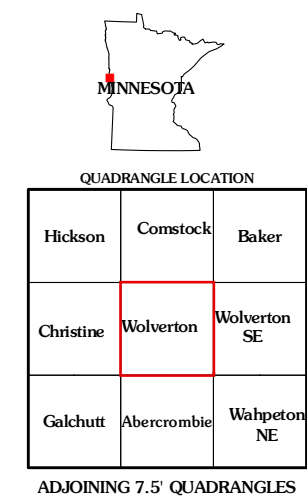 MINNESOTA
QUADRANGLE LOCATION
Hickson
Comstock
Baker
Christine
Wolverton
Wolverton
SE
Galchutt
Abercrombie
Wahpeton
NE
ADJOINING 7.5' QUADRANGLES